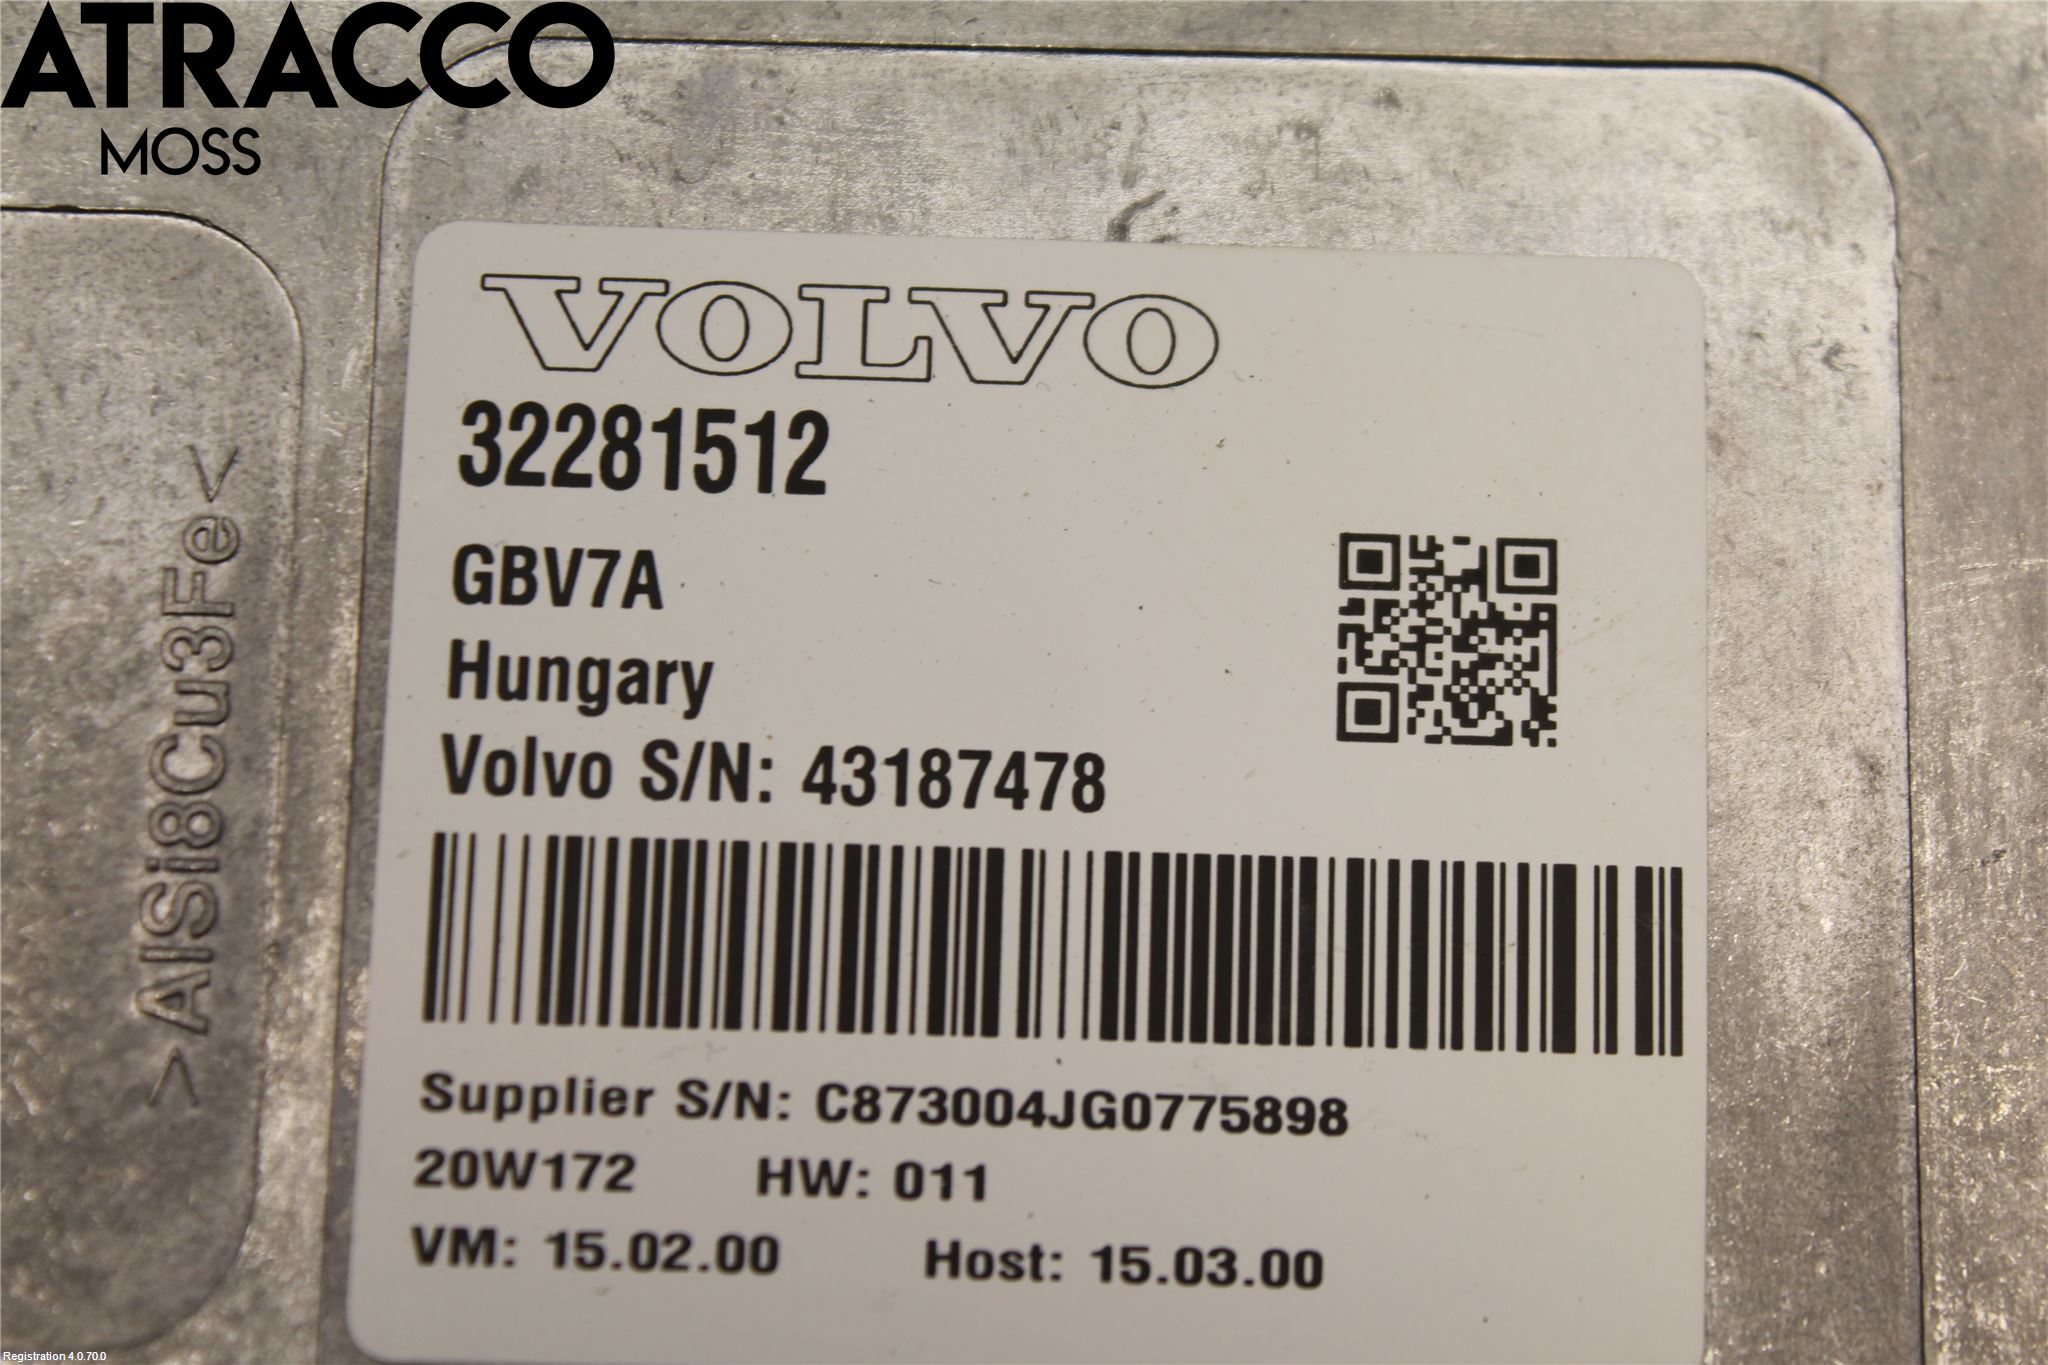 ATRACCO
MOSS
VOLVO
32281512
GBV7A
Hungary
Volvo S/N: 43187478
Supplier S/N: C873004JG0775898
20W172 HW: 011
VM: 15.02.00 Host: 15.03.00
>AlSi8Cu3Fe<
Registration 4.0.70.0